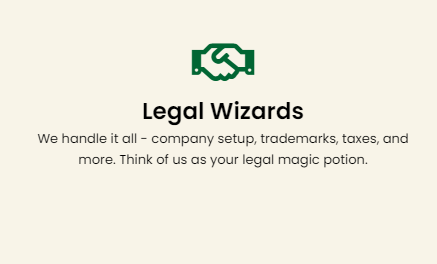 Legal Wizards
We handle it all - company setup, trademarks, taxes, and
more. Think of us as your legal magic potion.